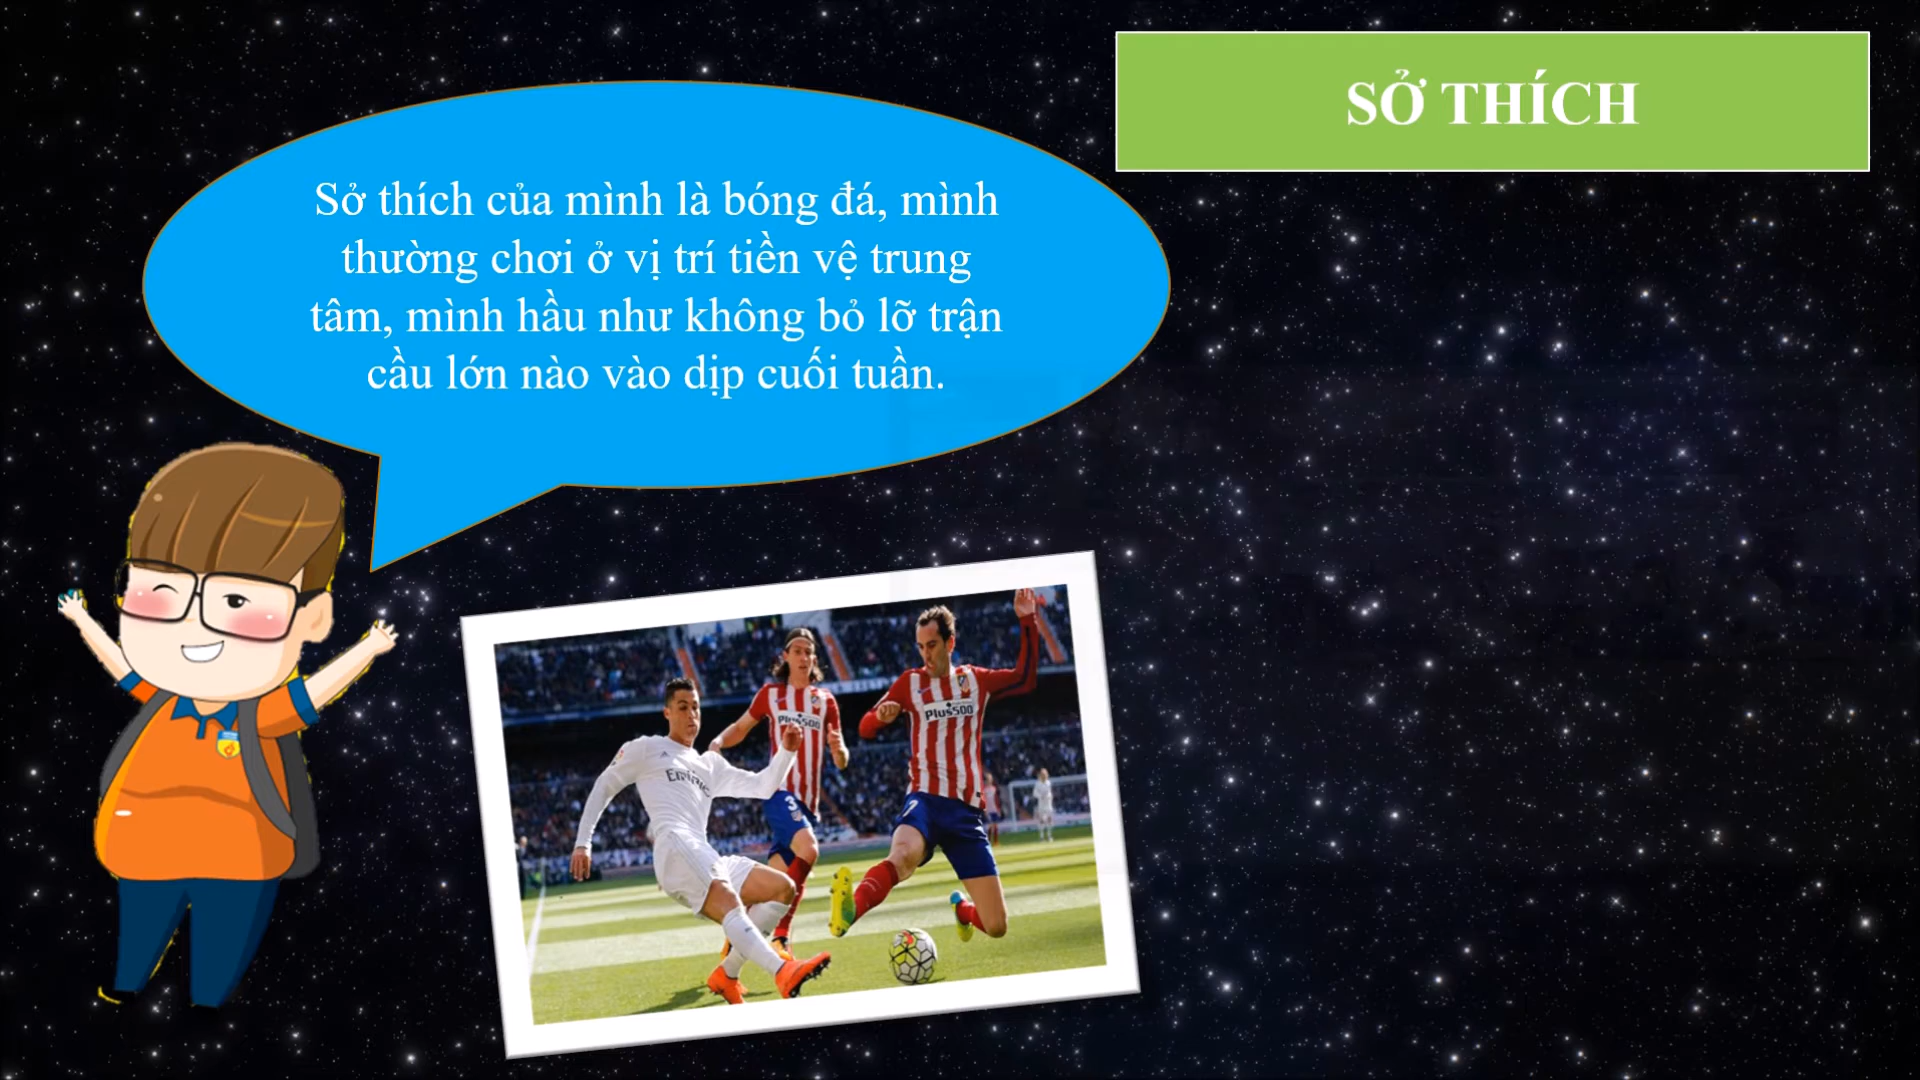 SỞ THÍCH
Sở thích của mình là bóng đá, mình
thường chơi ở vị trí tiền vệ trung
tâm, mình hầu như không bỏ lỡ trận
cầu lớn nào vào dịp cuối tuần.
Plus500
Plus500
3